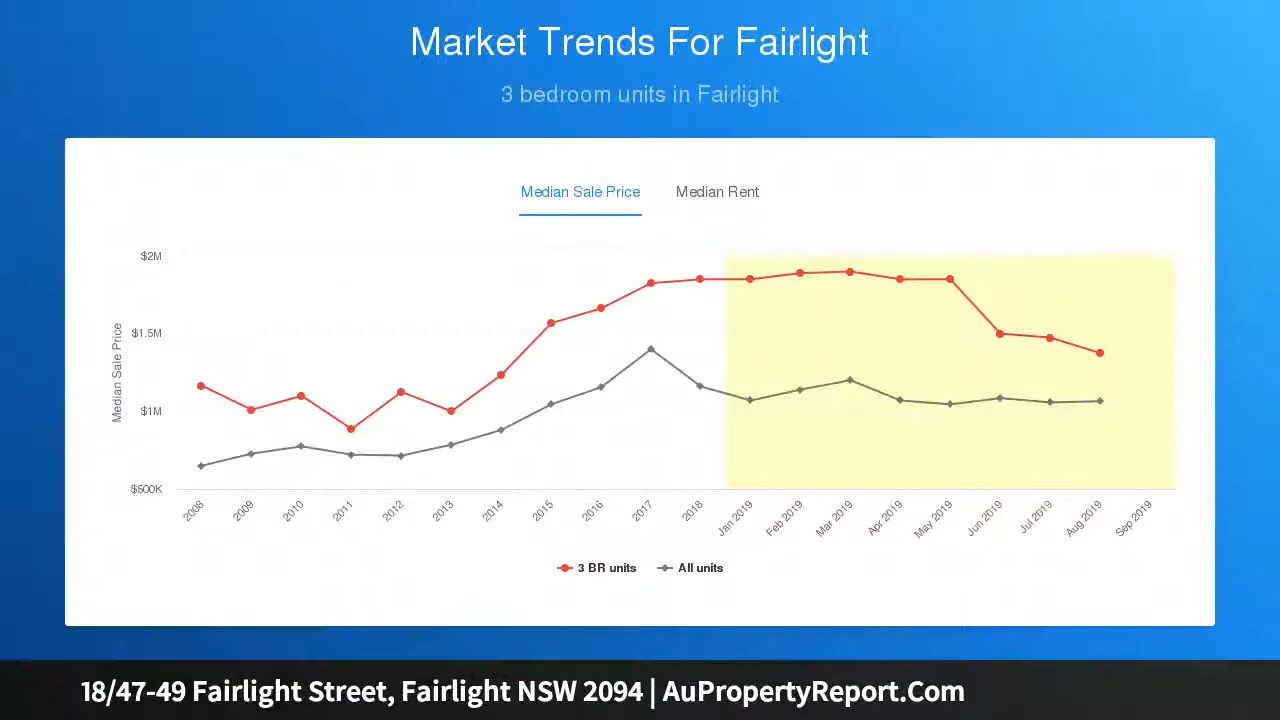 Market Trends For Fairlight
3 bedroom units in Fairlight
Median Sale Price Median Rent
$2M
$1.5M
$1M
$500K
Median Sale Price
2008 2009 2010 2011 2012 2013 2014 2015 2016 2017 2018 Jan 2019 Feb 2019 Mar 2019 Apr 2019 May 2019 Jun 2019 Jul 2019 Aug 2019 Sep 2019
3 BR units All units
18/47-49 Fairlight Street, Fairlight NSW 2094 | AuPropertyReport.Com